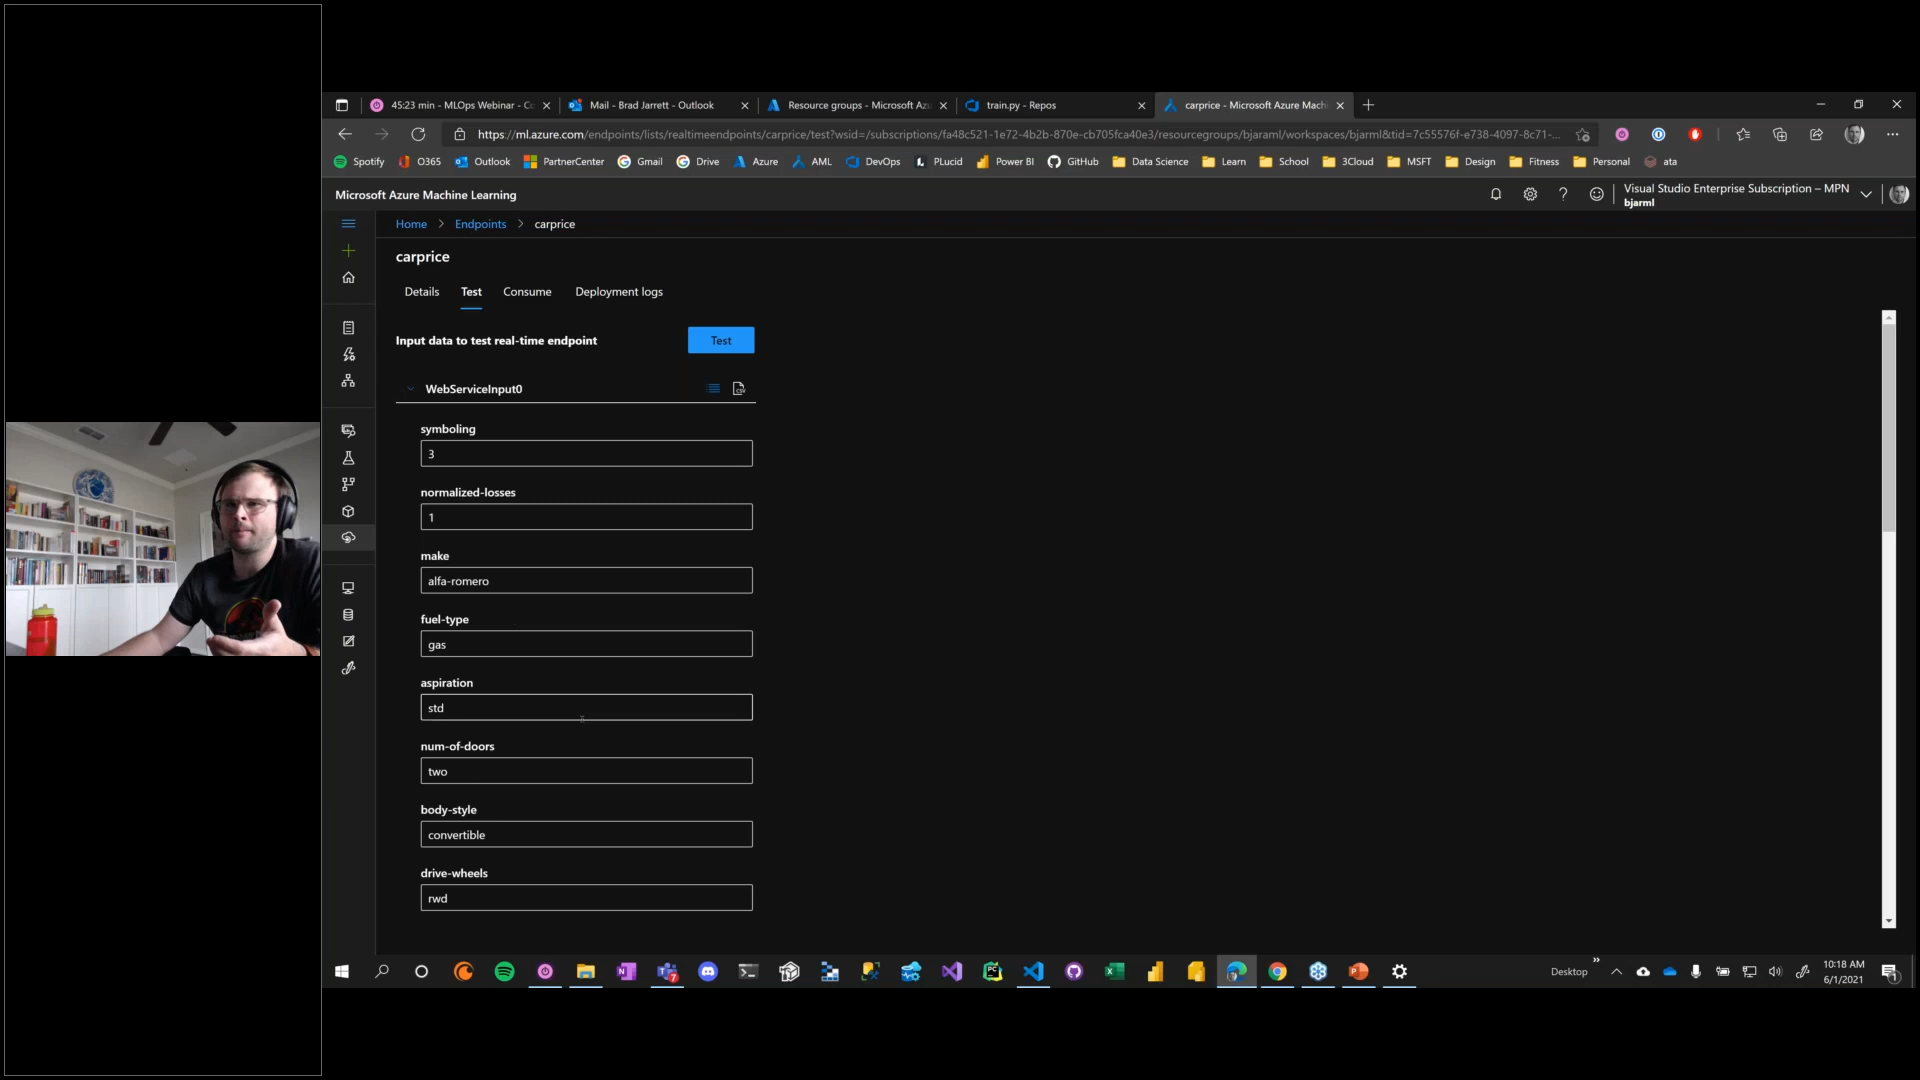 45:23 min - MLOps Webinar - Co
Mail - Brad Jarrett - Outlook
Resource groups - Microsoft Azu
train.py - Repos
carprice - Microsoft Azure Machi
https://ml.azure.com/endpoints/lists/realtimeendpoints/carprice/test?wsid=/subscriptions/fa48c521-1e72-4b2b-870e-cb705fca40e3/resourcegroups/bjaraml/workspaces/bjarml&tid=7c55576f-e738-4097-8c71-...
Spotify
O365
Outlook
PartnerCenter
Gmail
Drive
Azure
AML
DevOps
PLucid
Power BI
GitHub
Data Science
Learn
School
3Cloud
MSFT
Design
Fitness
Personal
ata
Microsoft Azure Machine Learning
Visual Studio Enterprise Subscription – MPN
bjarml
Home > Endpoints > carprice
carprice
Details
Test
Consume
Deployment logs
Input data to test real-time endpoint
Test
WebServiceInput0
symboling
3
normalized-losses
1
make
alfa-romero
fuel-type
gas
aspiration
std
num-of-doors
two
body-style
convertible
drive-wheels
rwd
Desktop
10:18 AM
6/1/2021